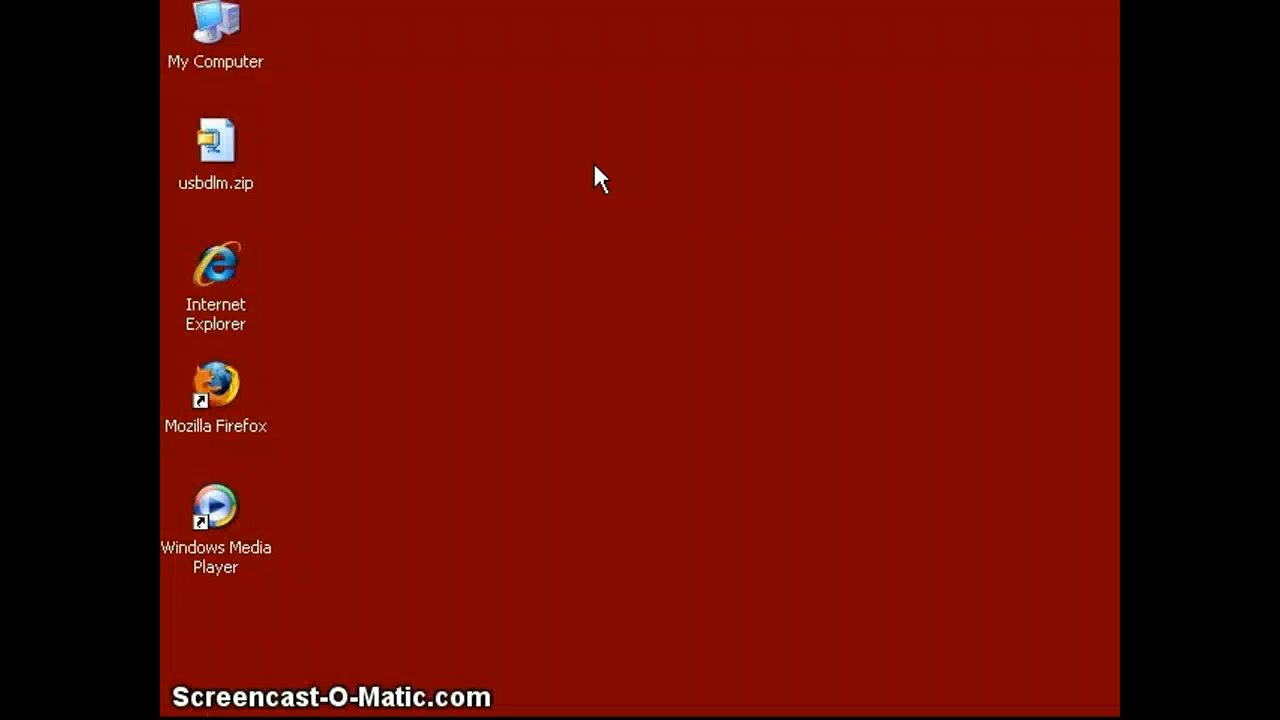 My Computer
usbdlm.zip
Internet
Explorer
Mozilla Firefox
Windows Media
Player
Screencast-O-Matic.com